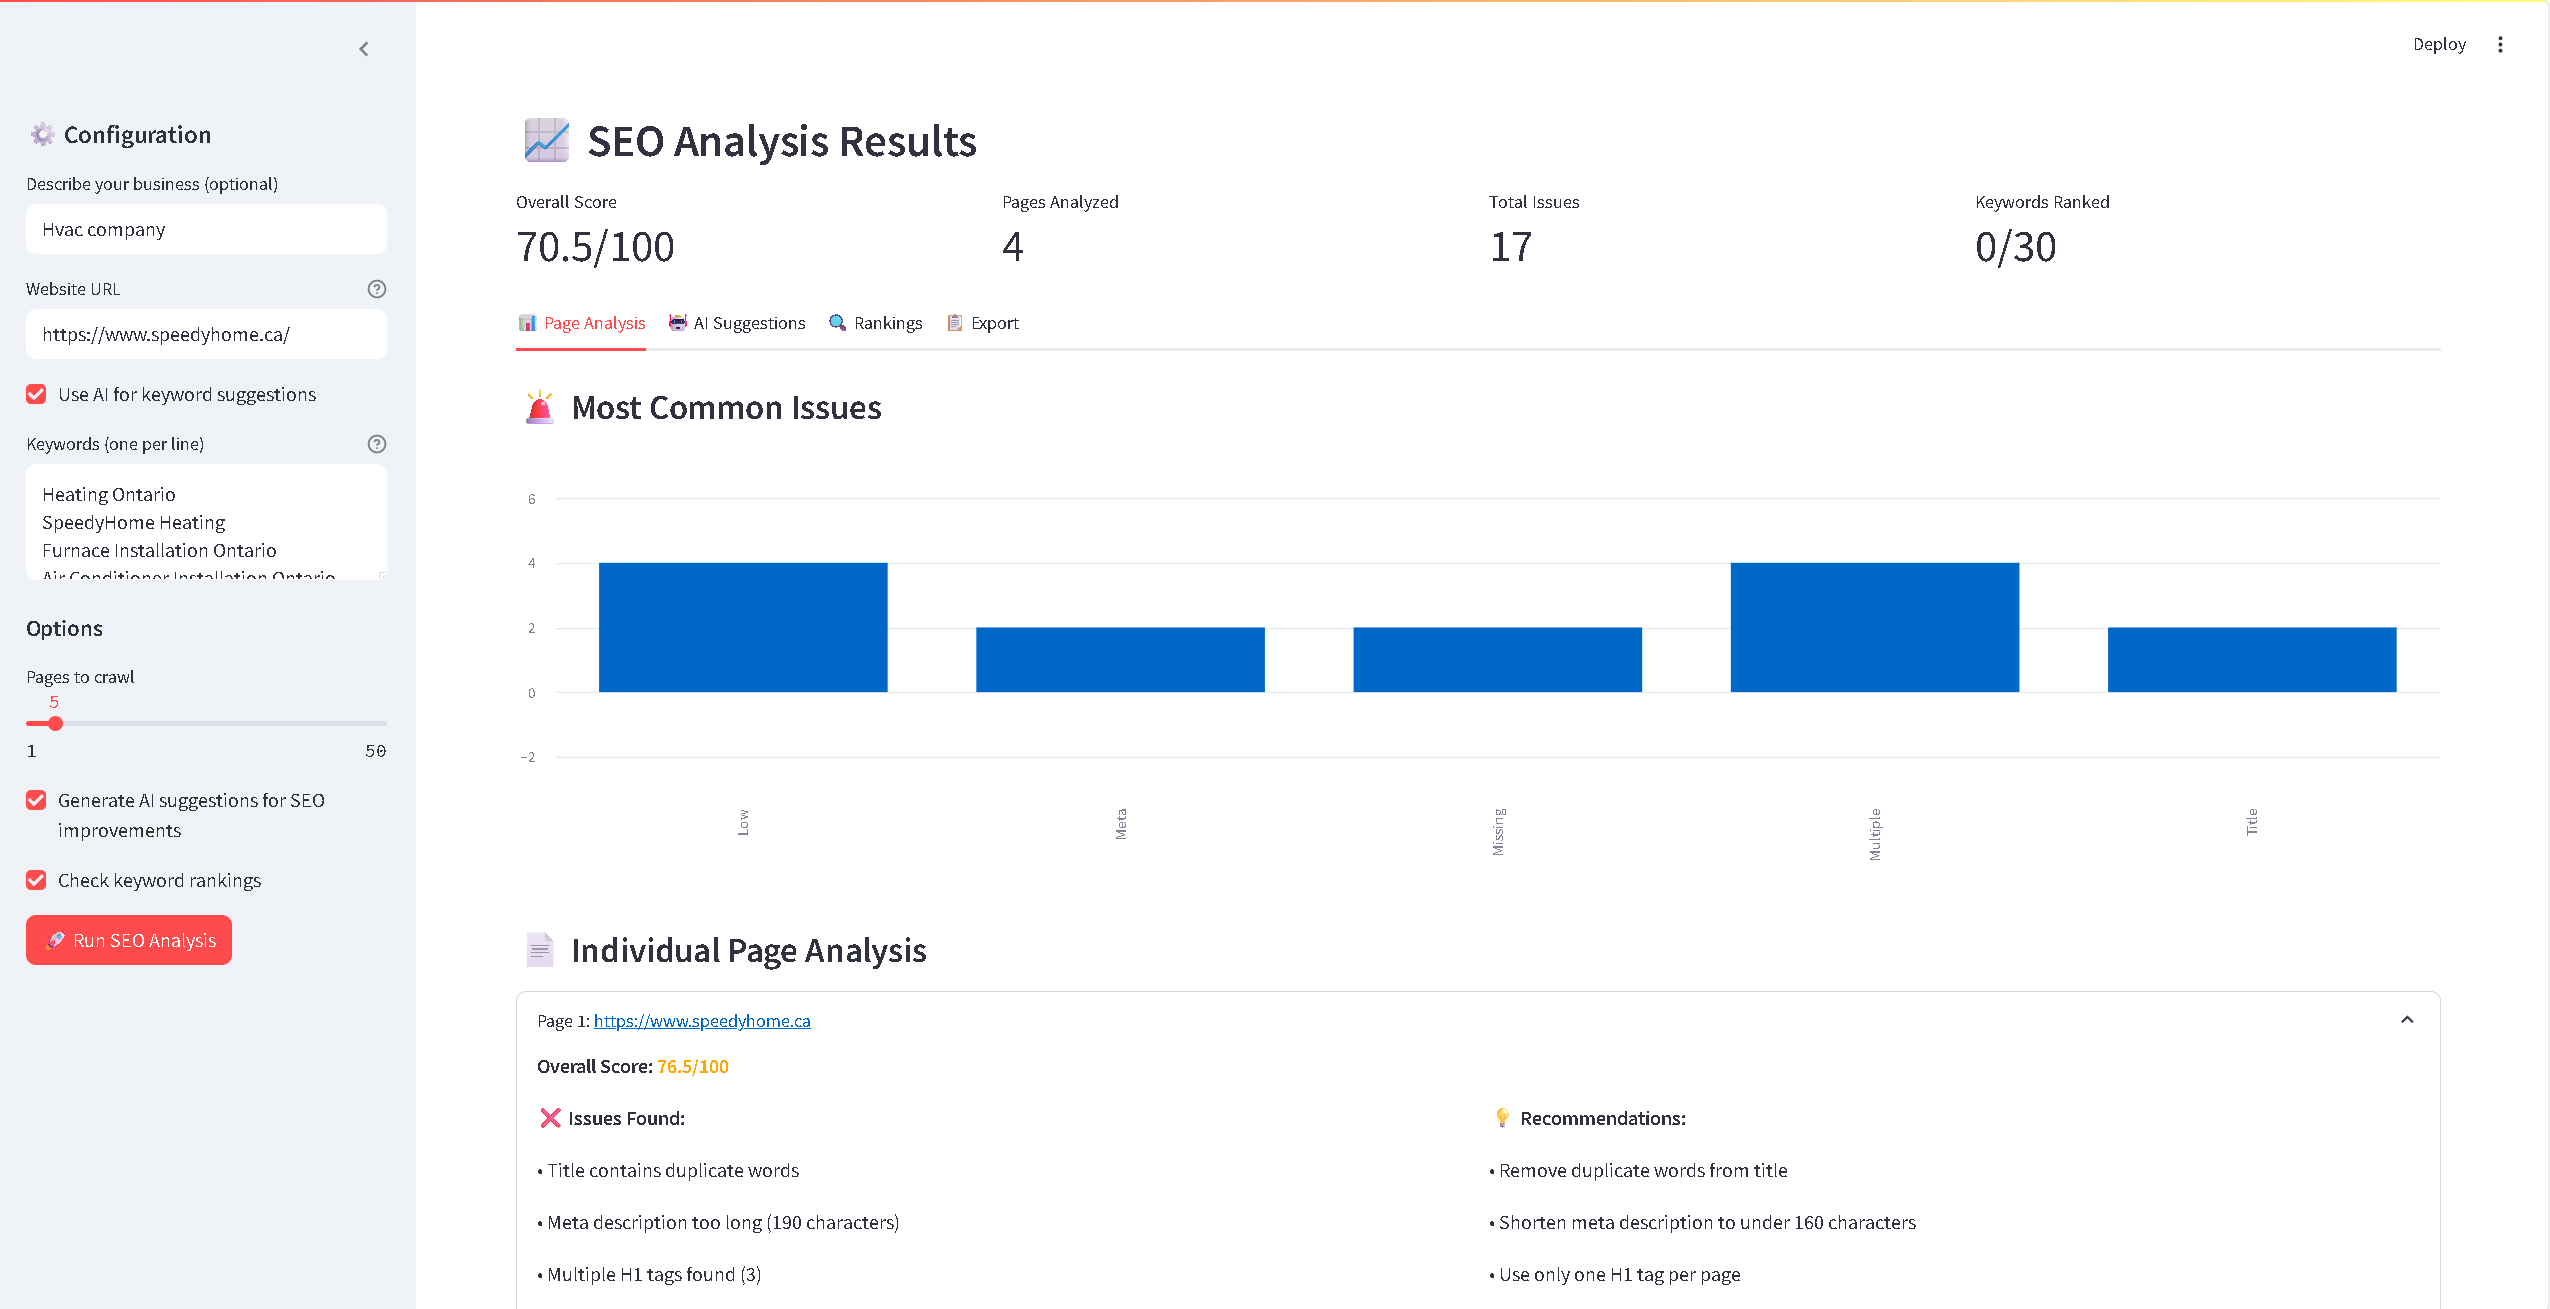 Deploy
Configuration
Describe your business (optional)
Hvac company
Website URL
https://www.speedyhome.ca/
Use AI for keyword suggestions
Keywords (one per line)
Heating Ontario
SpeedyHome Heating
Furnace Installation Ontario
Air Conditioner Installation Ontario
Options
Pages to crawl
5
1 50
Generate AI suggestions for SEO
improvements
Check keyword rankings
Run SEO Analysis
SEO Analysis Results
Overall Score Pages Analyzed Total Issues Keywords Ranked
70.5/100 4 17 0/30
Page Analysis AI Suggestions Rankings Export
Most Common Issues
6
4
2
0
−2
Low Meta Missing Multiple Title
Individual Page Analysis
Page 1: https://www.speedyhome.ca
Overall Score: 76.5/100
Issues Found:
• Title contains duplicate words
• Meta description too long (190 characters)
• Multiple H1 tags found (3)
Recommendations:
• Remove duplicate words from title
• Shorten meta description to under 160 characters
• Use only one H1 tag per page